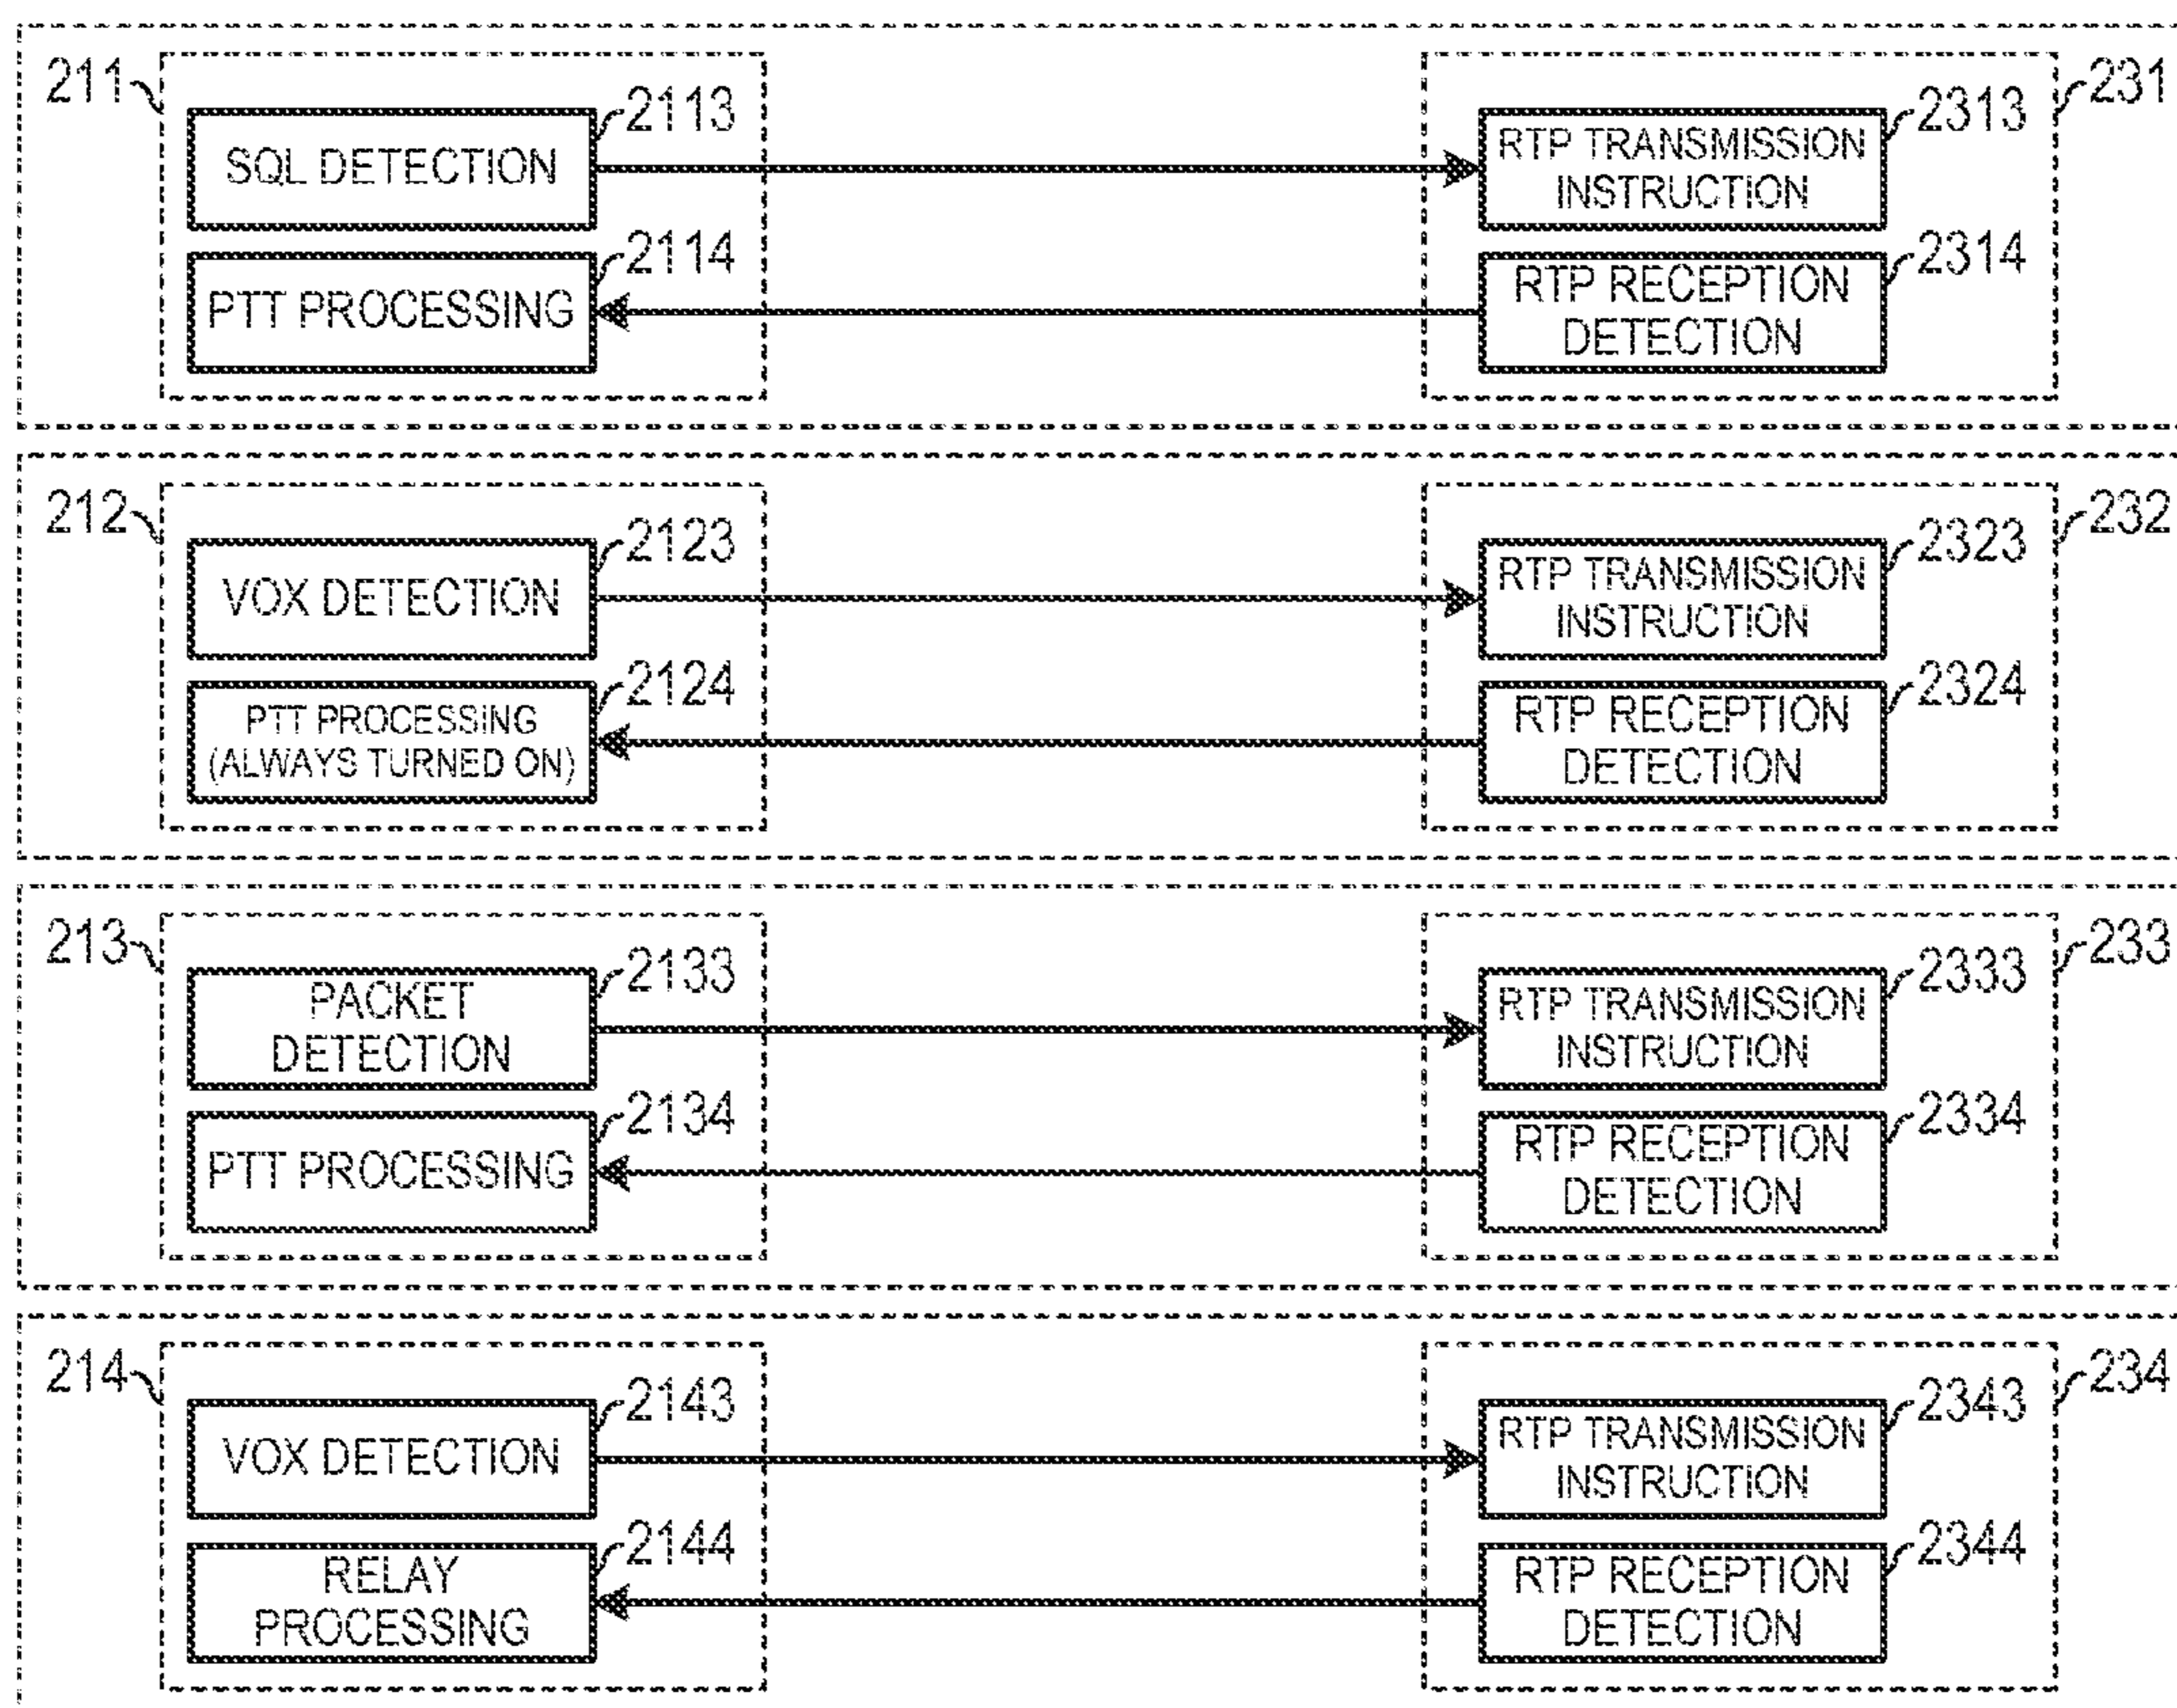 211
2113
SQL DETECTION
2114
PTT PROCESSING
231
2313
RTP TRANSMISSION
INSTRUCTION
2314
RTP RECEPTION
DETECTION
212
2123
VOX DETECTION
2124
PTT PROCESSING
(ALWAYS TURNED ON)
232
2323
RTP TRANSMISSION
INSTRUCTION
2324
RTP RECEPTION
DETECTION
213
2133
PACKET
DETECTION
2134
PTT PROCESSING
233
2333
RTP TRANSMISSION
INSTRUCTION
2334
RTP RECEPTION
DETECTION
214
2143
VOX DETECTION
2144
RELAY
PROCESSING
234
2343
RTP TRANSMISSION
INSTRUCTION
2344
RTP RECEPTION
DETECTION